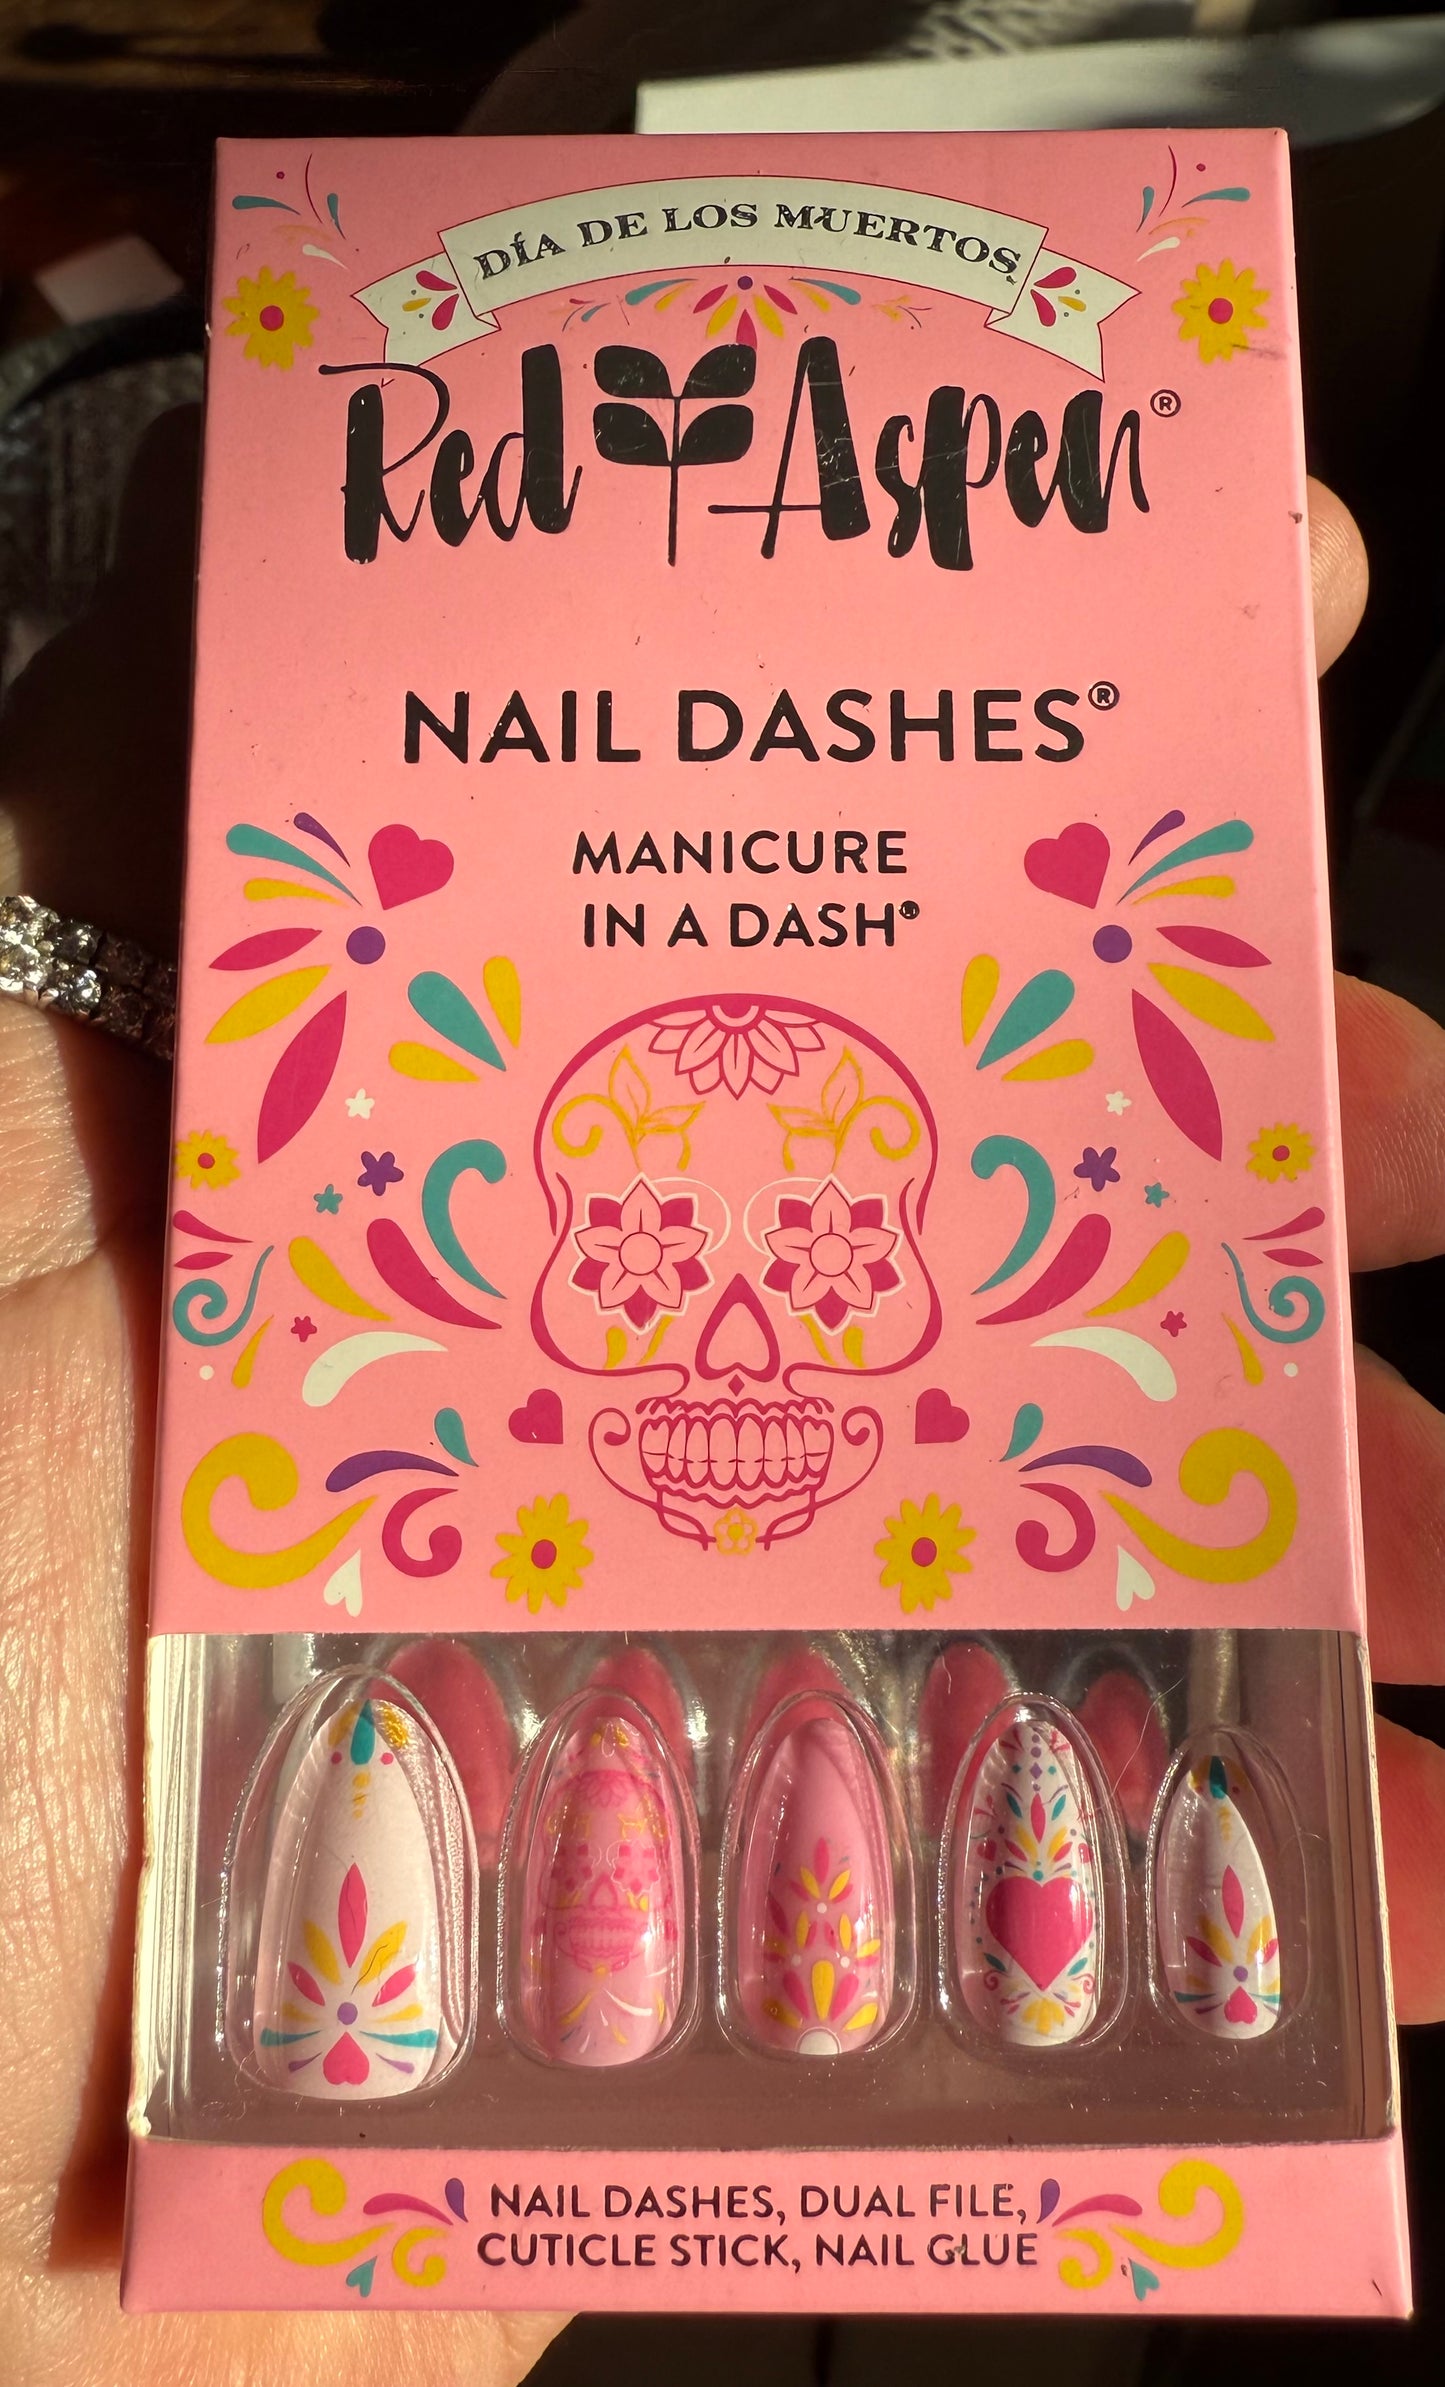 DÍA DE LOS MUERTOS
Red Aspen®
NAIL DASHES®
MANICURE
IN A DASH®
NAIL DASHES, DUAL FILE,
CUTICLE STICK, NAIL GLUE